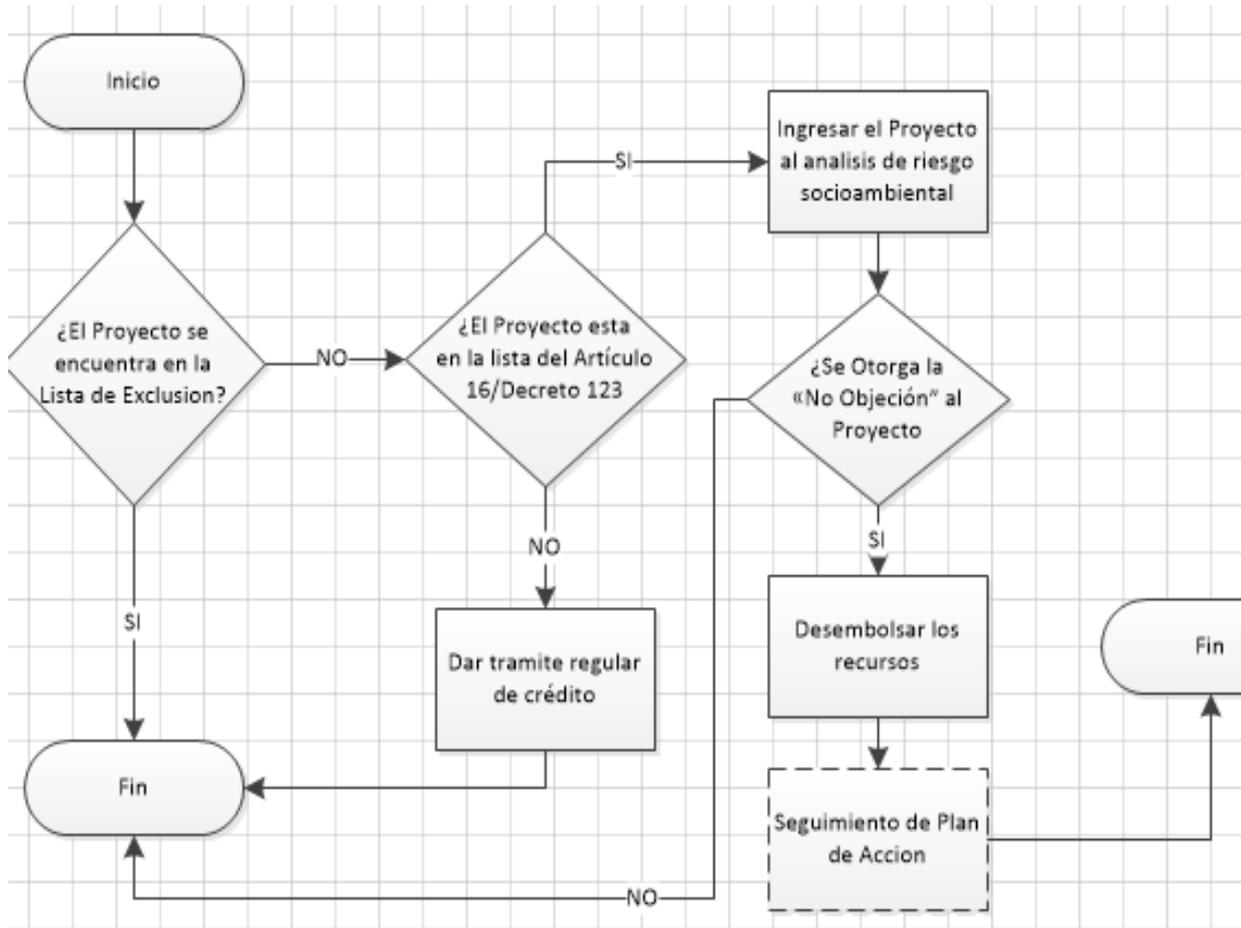 Inicio
¿El Proyecto se
encuentra en la
Lista de Exclusion?
NO
SI
¿El Proyecto esta
en la lista del Artículo
16/Decreto 123
SI
NO
Dar tramite regular
de crédito
Fin
Ingresar el Proyecto
al analisis de riesgo
socioambiental
¿Se Otorga la
«No Objeción” al
Proyecto
SI
NO
Desembolsar los
recursos
Seguimiento de Plan
de Accion
Fin